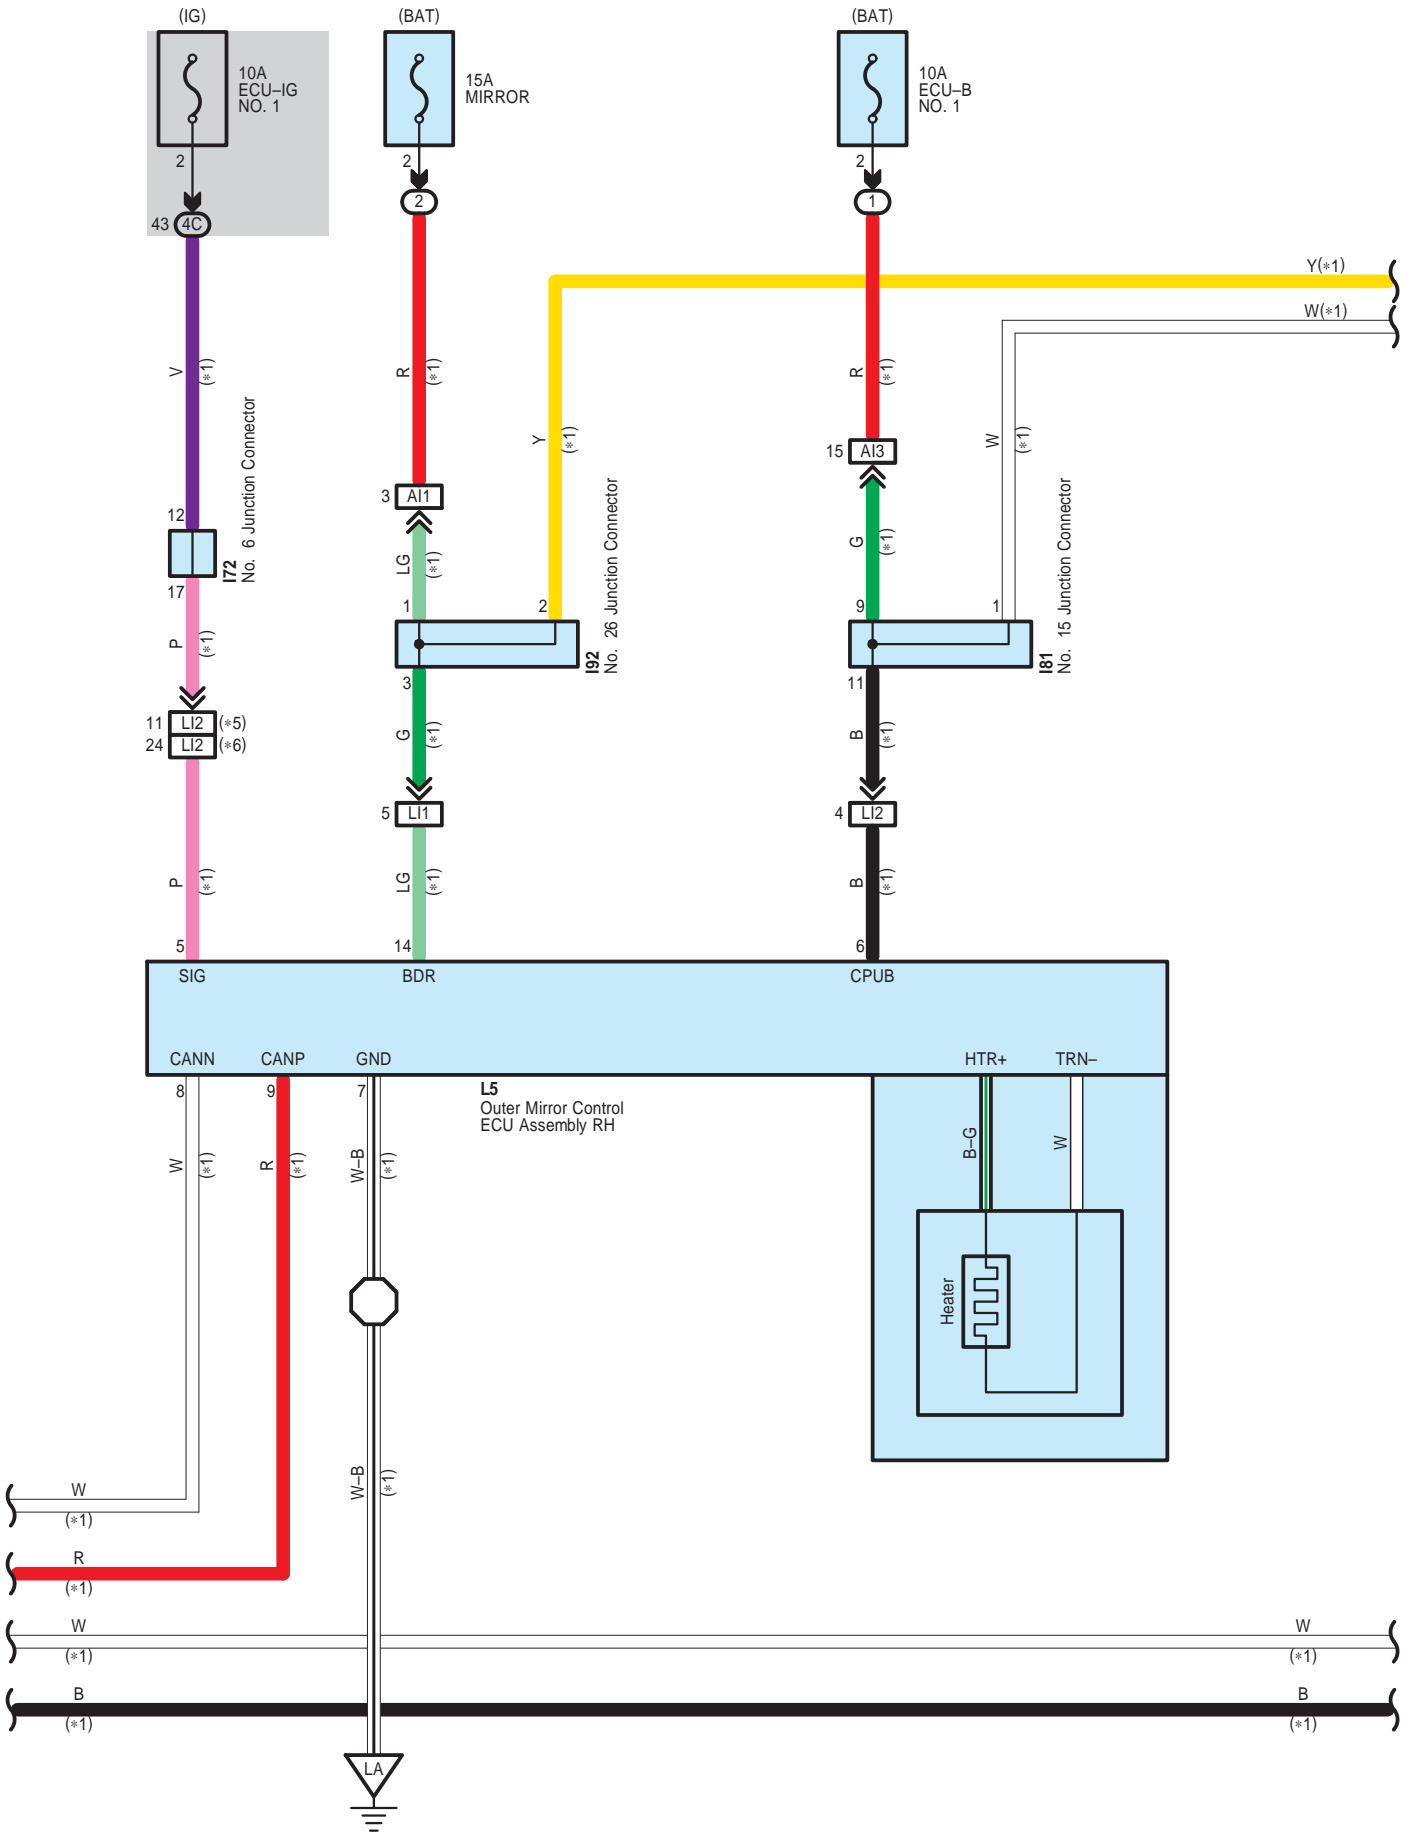 (IG)
(BAT)
(BAT)
10A
ECU–IG
NO. 1
15A
MIRROR
10A
ECU–B
NO. 1
2
2
2
43
4C
2
1
Y(∗1)
W(∗1)
V
(∗1)
R
(∗1)
R
(∗1)
Y
(∗1)
W
(∗1)
15
AI3
3
AI1
12
I72
No. 6 Junction Connector
17
LG
(∗1)
G
(∗1)
1
2
I92
No. 26 Junction Connector
9
1
I81
No. 15 Junction Connector
P
(∗1)
3
11
11
LI2
(∗5)
24
LI2
(∗6)
G
(∗1)
B
(∗1)
5
LI1
4
LI2
P
(∗1)
LG
(∗1)
B
(∗1)
5
14
6
SIG
BDR
CPUB
CANN
CANP
GND
HTR+
TRN–
8
9
7
L5
Outer Mirror Control
ECU Assembly RH
W
(∗1)
R
(∗1)
W–B
(∗1)
B–G
W
Heater
W–B
(∗1)
W
(∗1)
R
(∗1)
W
(∗1)
W
(∗1)
B
(∗1)
B
(∗1)
LA